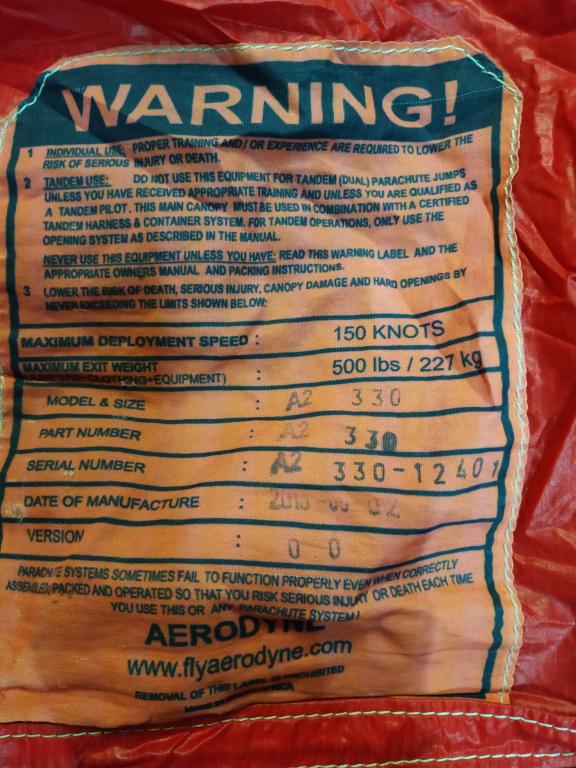 WARNING!
1 INDIVIDUAL USE: PROPER TRAINING AND / OR EXPERIENCE ARE REQUIRED TO LOWER THE
RISK OF SERIOUS INJURY OR DEATH.
2 TANDEM USE: DO NOT USE THIS EQUIPMENT FOR TANDEM (DUAL) PARACHUTE JUMPS
UNLESS YOU HAVE RECEIVED APPROPRIATE TRAINING AND UNLESS YOU ARE QUALIFIED AS
A TANDEM PILOT. THIS MAIN CANOPY MUST BE USED IN COMBINATION WITH A CERTIFIED
TANDEM HARNESS & CONTAINER SYSTEM. FOR TANDEM OPERATIONS, ONLY USE THE
OPENING SYSTEM AS DESCRIBED IN THE MANUAL.
NEVER USE THIS EQUIPMENT UNLESS YOU HAVE: READ THIS WARNING LABEL AND THE
APPROPRIATE OWNERS MANUAL AND PACKING INSTRUCTIONS.
3 LOWER THE RISK OF DEATH, SERIOUS INJURY, CANOPY DAMAGE AND HARD OPENINGS BY
NEVER EXCEEDING THE LIMITS SHOWN BELOW:
MAXIMUM DEPLOYMENT SPEED : 150 KNOTS
MAXIMUM EXIT WEIGHT : 500 lbs / 227 kg
(JUMPERS+CLOTHING+EQUIPMENT)
MODEL & SIZE : A2 330
PART NUMBER : A2 330
SERIAL NUMBER : A2 330-12401
DATE OF MANUFACTURE :
VERSION : 0.0
PARACHUTE SYSTEMS SOMETIMES FAIL TO FUNCTION PROPERLY EVEN WHEN CORRECTLY
ASSEMBLED, PACKED AND OPERATED SO THAT YOU RISK SERIOUS INJURY OR DEATH EACH TIME
YOU USE THIS OR ANY PARACHUTE SYSTEM!
AERODYNE
www.flyaerodyne.com
REMOVAL OF THIS LABEL IS PROHIBITED